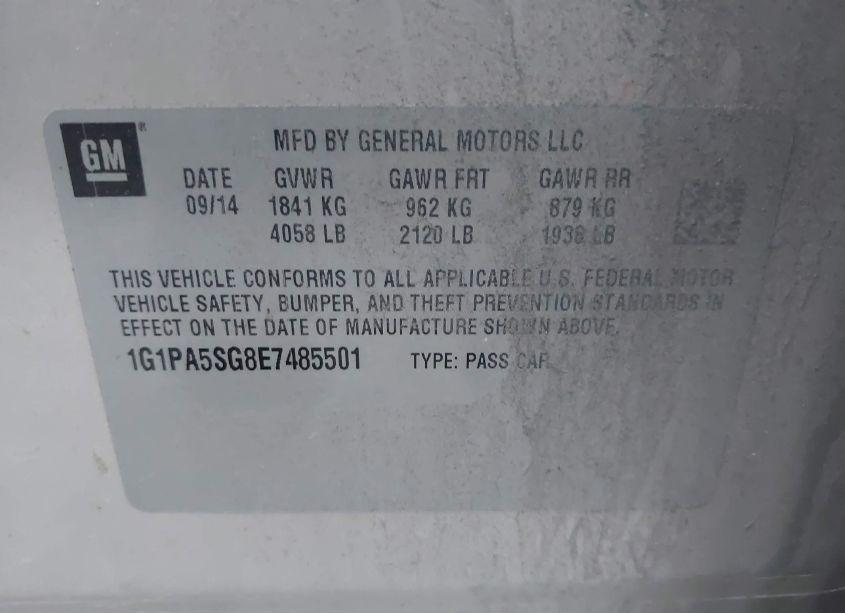 GM
MFD BY GENERAL MOTORS LLC
DATE GVWR GAWR FRT GAWR RR
09/14 1841 KG 962 KG 879 KG
4058 LB 2120 LB 1938 LB
THIS VEHICLE CONFORMS TO ALL APPLICABLE U.S. FEDERAL MOTOR
VEHICLE SAFETY, BUMPER, AND THEFT PREVENTION STANDARDS IN
EFFECT ON THE DATE OF MANUFACTURE SHOWN ABOVE.
1G1PA5SG8E7485501 TYPE: PASS CAR